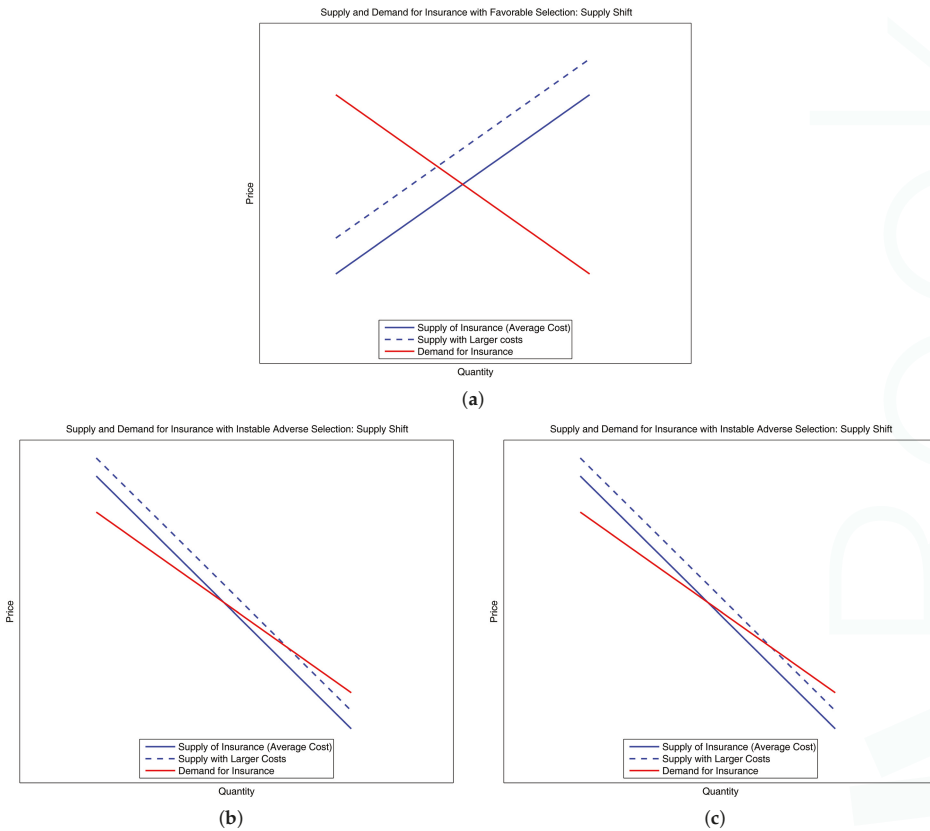 Supply and Demand for Insurance with Favorable Selection: Supply Shift
Price
Supply of Insurance (Average Cost)
Supply with Larger costs
Demand for Insurance
Quantity
(a)
Supply and Demand for Insurance with Instable Adverse Selection: Supply Shift
Price
Supply of Insurance (Average Cost)
Supply with Larger Costs
Demand for Insurance
Quantity
(b)
Supply and Demand for Insurance with Instable Adverse Selection: Supply Shift
Price
Supply of Insurance (Average Cost)
Supply with Larger Costs
Demand for Insurance
Quantity
(c)